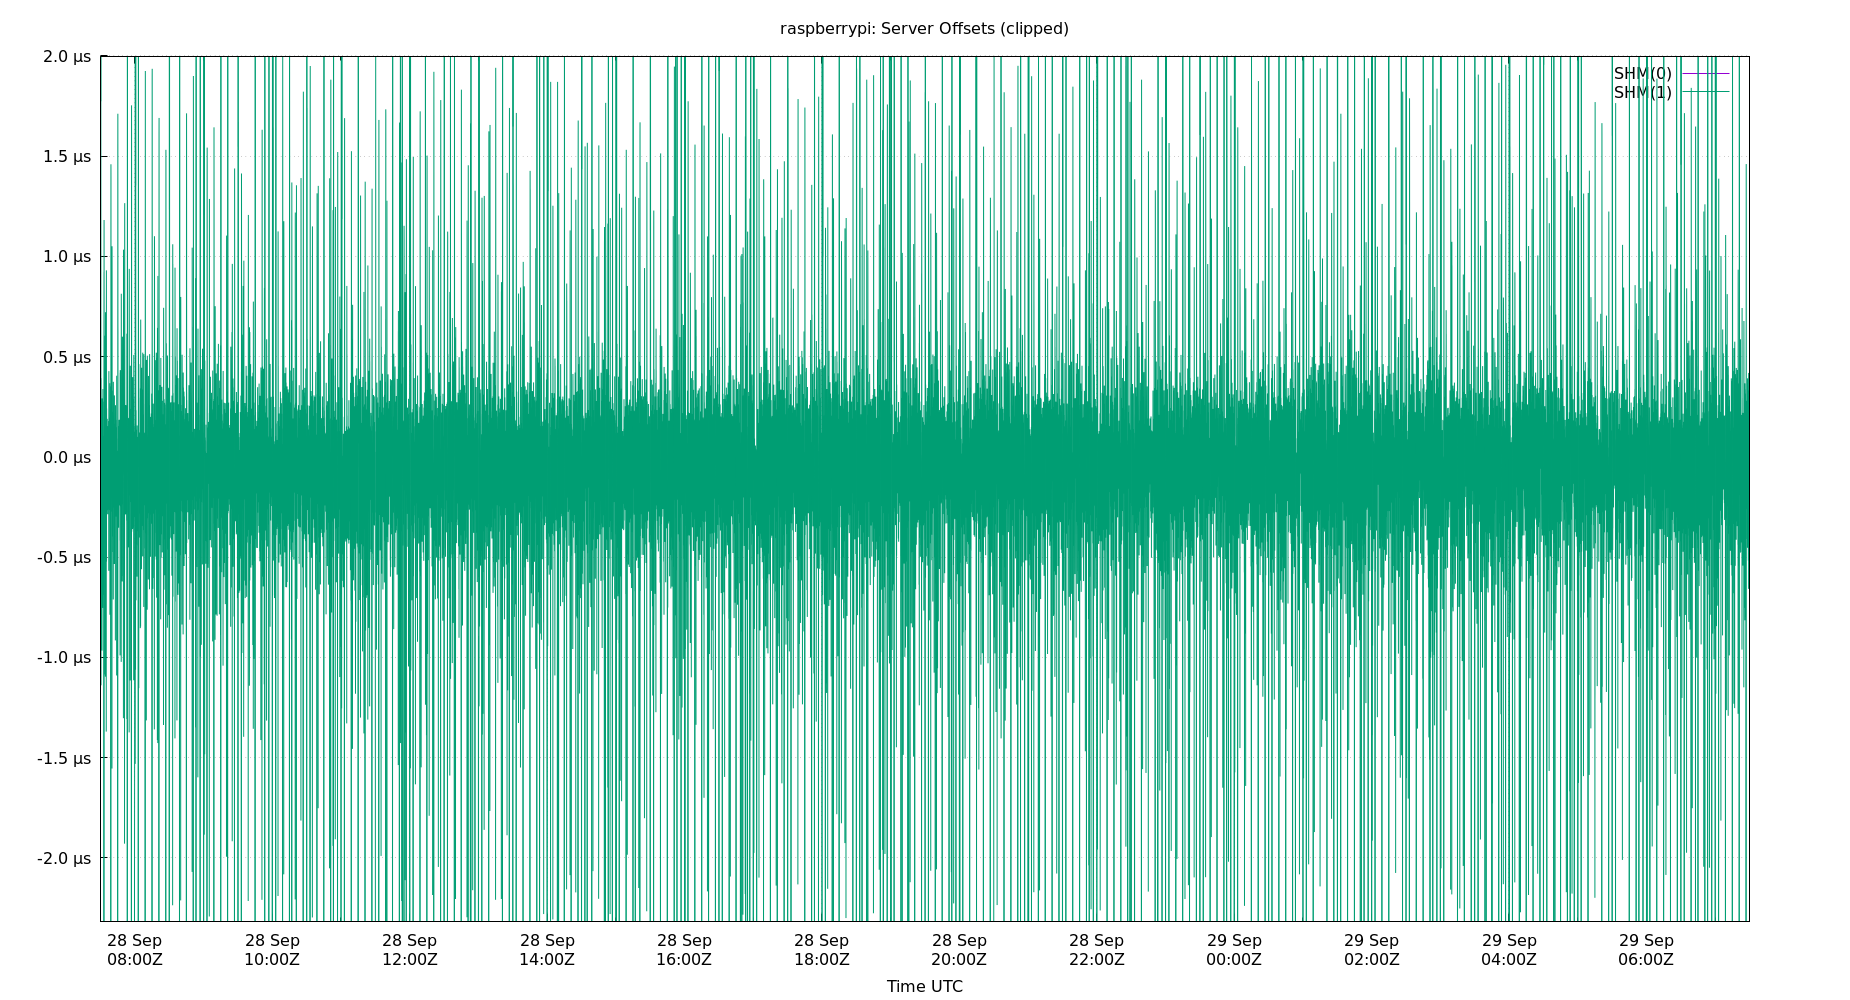 raspberrypi: Server Offsets (clipped)
2.0 µs
1.5 µs
1.0 µs
0.5 µs
0.0 µs
-0.5 µs
-1.0 µs
-1.5 µs
-2.0 µs
SHM(0)
SHM(1)
28 Sep 28 Sep 28 Sep 28 Sep 28 Sep 28 Sep 28 Sep 28 Sep 29 Sep 29 Sep 29 Sep 29 Sep
08:00Z 10:00Z 12:00Z 14:00Z 16:00Z 18:00Z 20:00Z 22:00Z 00:00Z 02:00Z 04:00Z 06:00Z
Time UTC